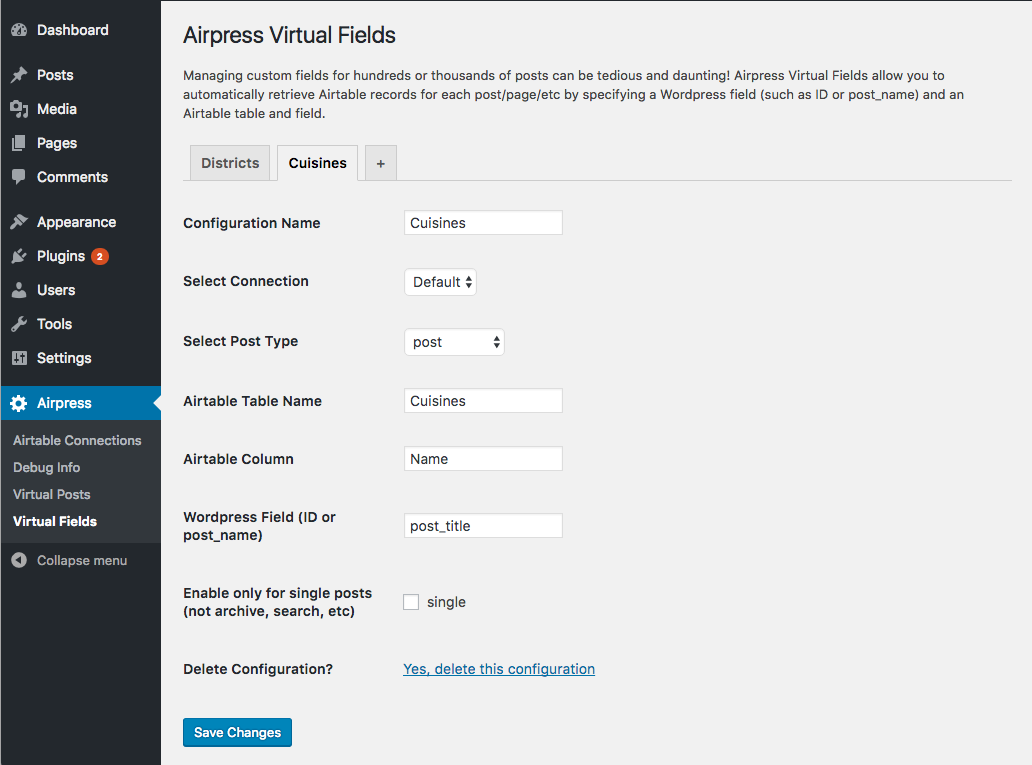 Dashboard
Posts
Media
Pages
Comments
Appearance
Plugins 2
Users
Tools
Settings
Airpress
Airtable Connections
Debug Info
Virtual Posts
Virtual Fields
Collapse menu
Airpress Virtual Fields
Managing custom fields for hundreds or thousands of posts can be tedious and daunting! Airpress Virtual Fields allow you to
automatically retrieve Airtable records for each post/page/etc by specifying a Wordpress field (such as ID or post_name) and an
Airtable table and field.
Districts Cuisines +
Configuration Name Cuisines
Select Connection Default
Select Post Type post
Airtable Table Name Cuisines
Airtable Column Name
Wordpress Field (ID or
post_name) post_title
Enable only for single posts
(not archive, search, etc) single
Delete Configuration? Yes, delete this configuration
Save Changes